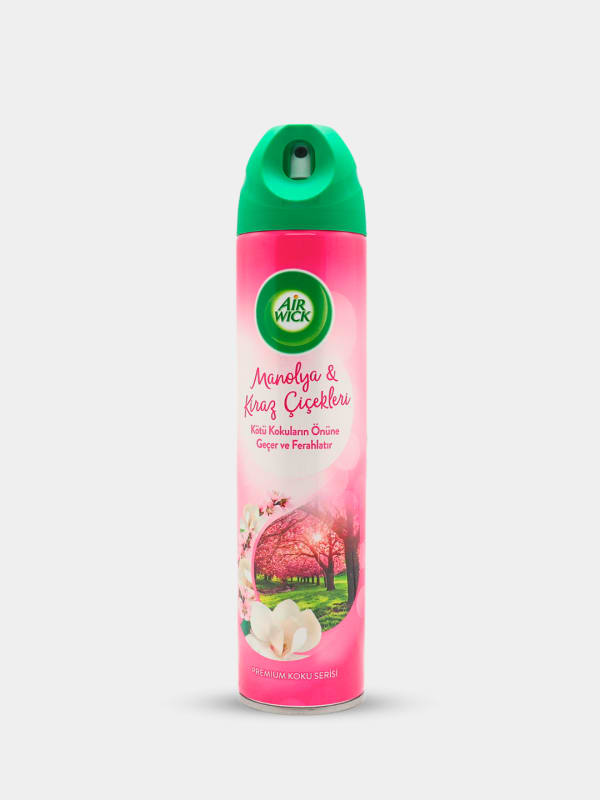 AIR
WICK
Manolya &
Kiraz Çiçekleri
Kötü Kokuların Önüne
Geçer ve Ferahlatır
PREMIUM KOKU SERİSİ